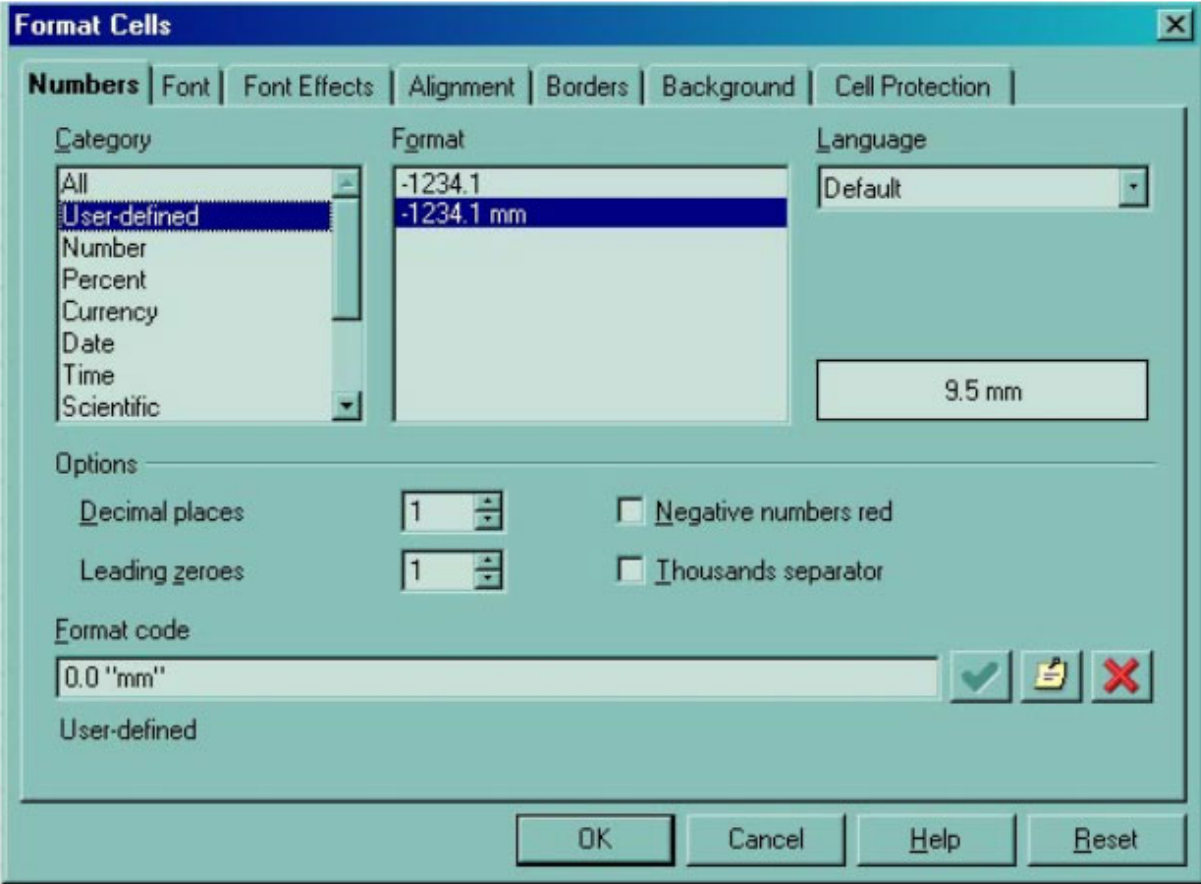 Format Cells
Numbers Font Font Effects Alignment Borders Background Cell Protection
Category
All
User-defined
Number
Percent
Currency
Date
Time
Scientific
Format
-1234.1
-1234.1 mm
Language
Default
9.5 mm
Options
Decimal places 1
Negative numbers red
Leading zeroes 1
Thousands separator
Format code
0.0 "mm"
User-defined
OK Cancel Help Reset